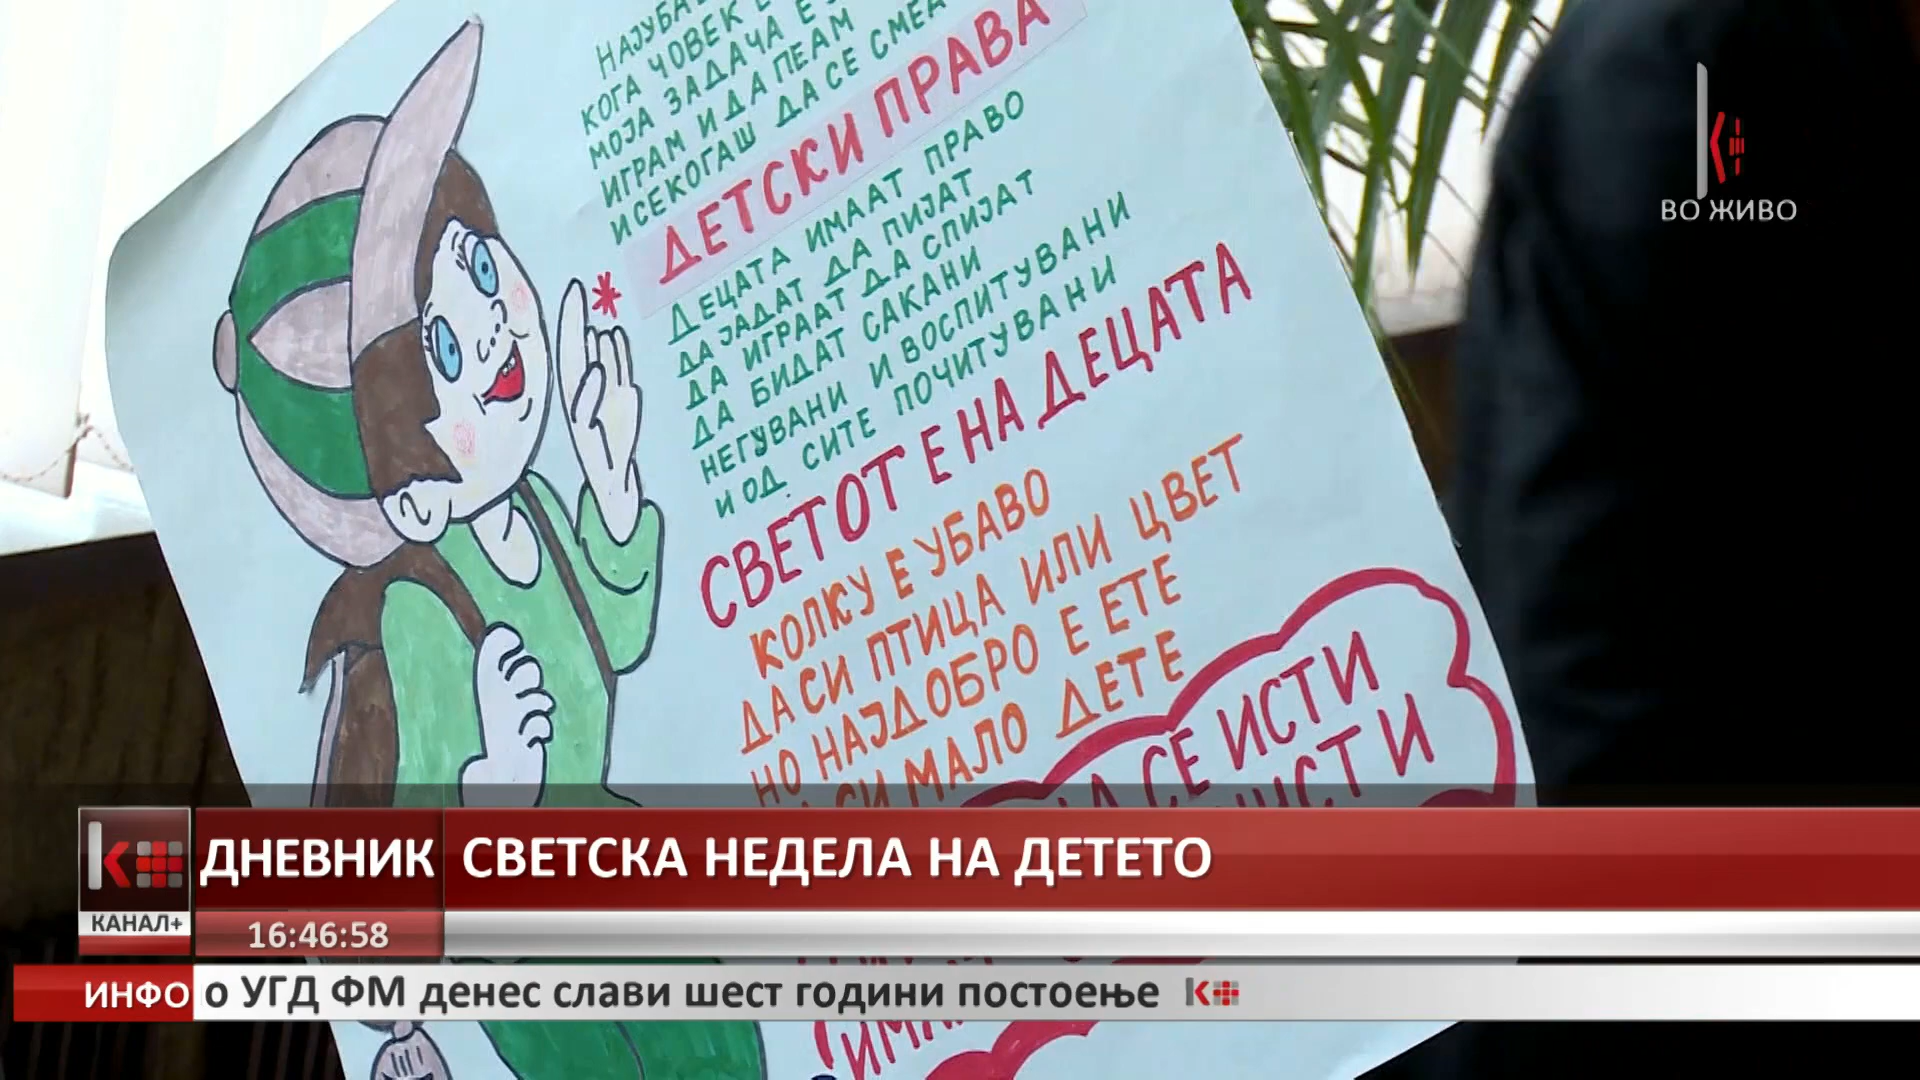 КОГА ЧОВЕК Е
МОЈА ЗАДАЧА Е
ИГРАМ И ДА ПЕАМ
И СЕКОГАШ ДА СЕ СМЕА
ДЕТСКИ ПРАВА
* ДЕЦАТА ИМААТ ПРАВО
ДА ЈАДАТ ДА ПИЈАТ
ДА ИГРААТ ДА СПИЈАТ
ДА БИДАТ САКАНИ
НЕГУВАНИ И ВОСПИТУВАНИ
И ОД СИТЕ ПОЧИТУВАНИ
СВЕТОТ Е НА ДЕЦАТА
КОЛКУ Е УБАВО
ДА СИ ПТИЦА ИЛИ ЦВЕТ
НО НАЈДОБРО Е ЕТЕ
СИ МАЛО ДЕТЕ
СЕ ИСТИ
ВО ЖИВО
ДНЕВНИК СВЕТСКА НЕДЕЛА НА ДЕТЕТО
КАНАЛ+
16:46:58
ИНФО о УГД ФМ денес слави шест години постоење